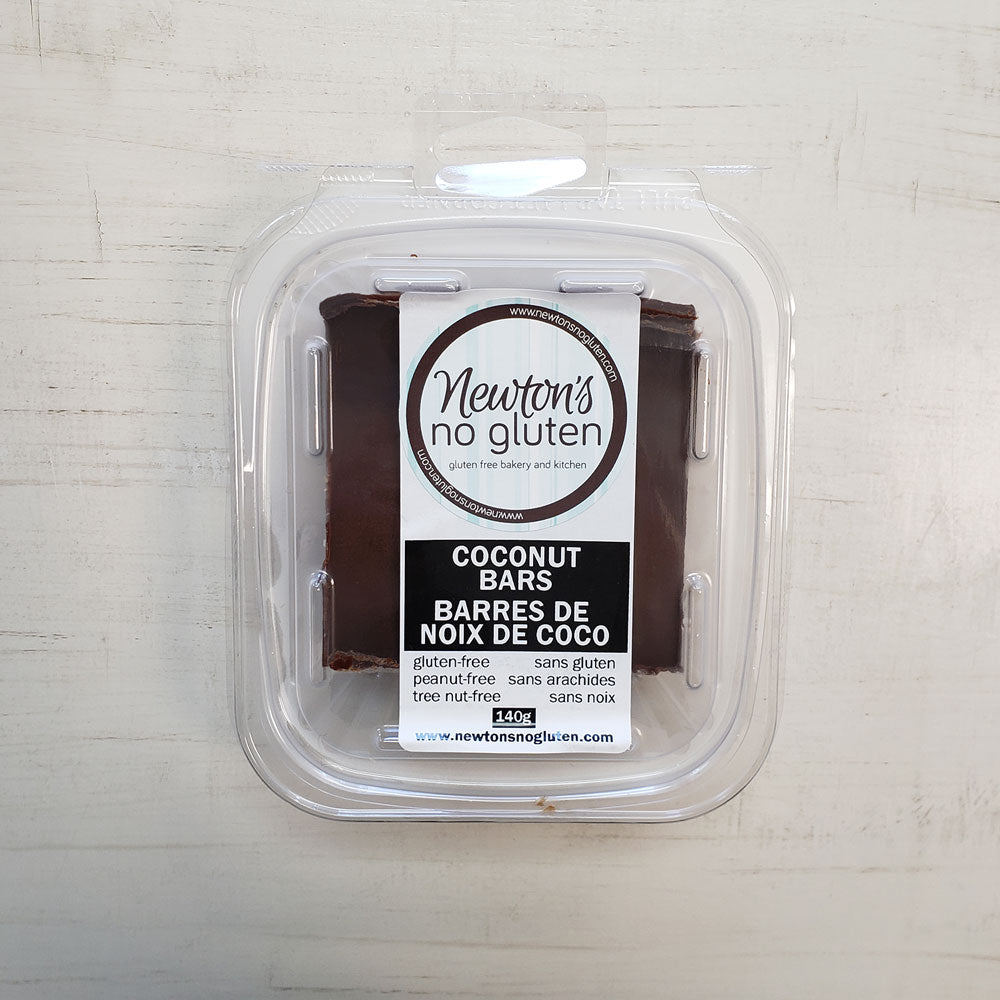 www.newtonsnogluten.com
Newton's
no gluten
gluten free bakery and kitchen
www.newtonsnogluten.com
COCONUT
BARS
BARRES DE
NOIX DE COCO
gluten-free sans gluten
peanut-free sans arachides
tree nut-free sans noix
140g
www.newtonsnogluten.com